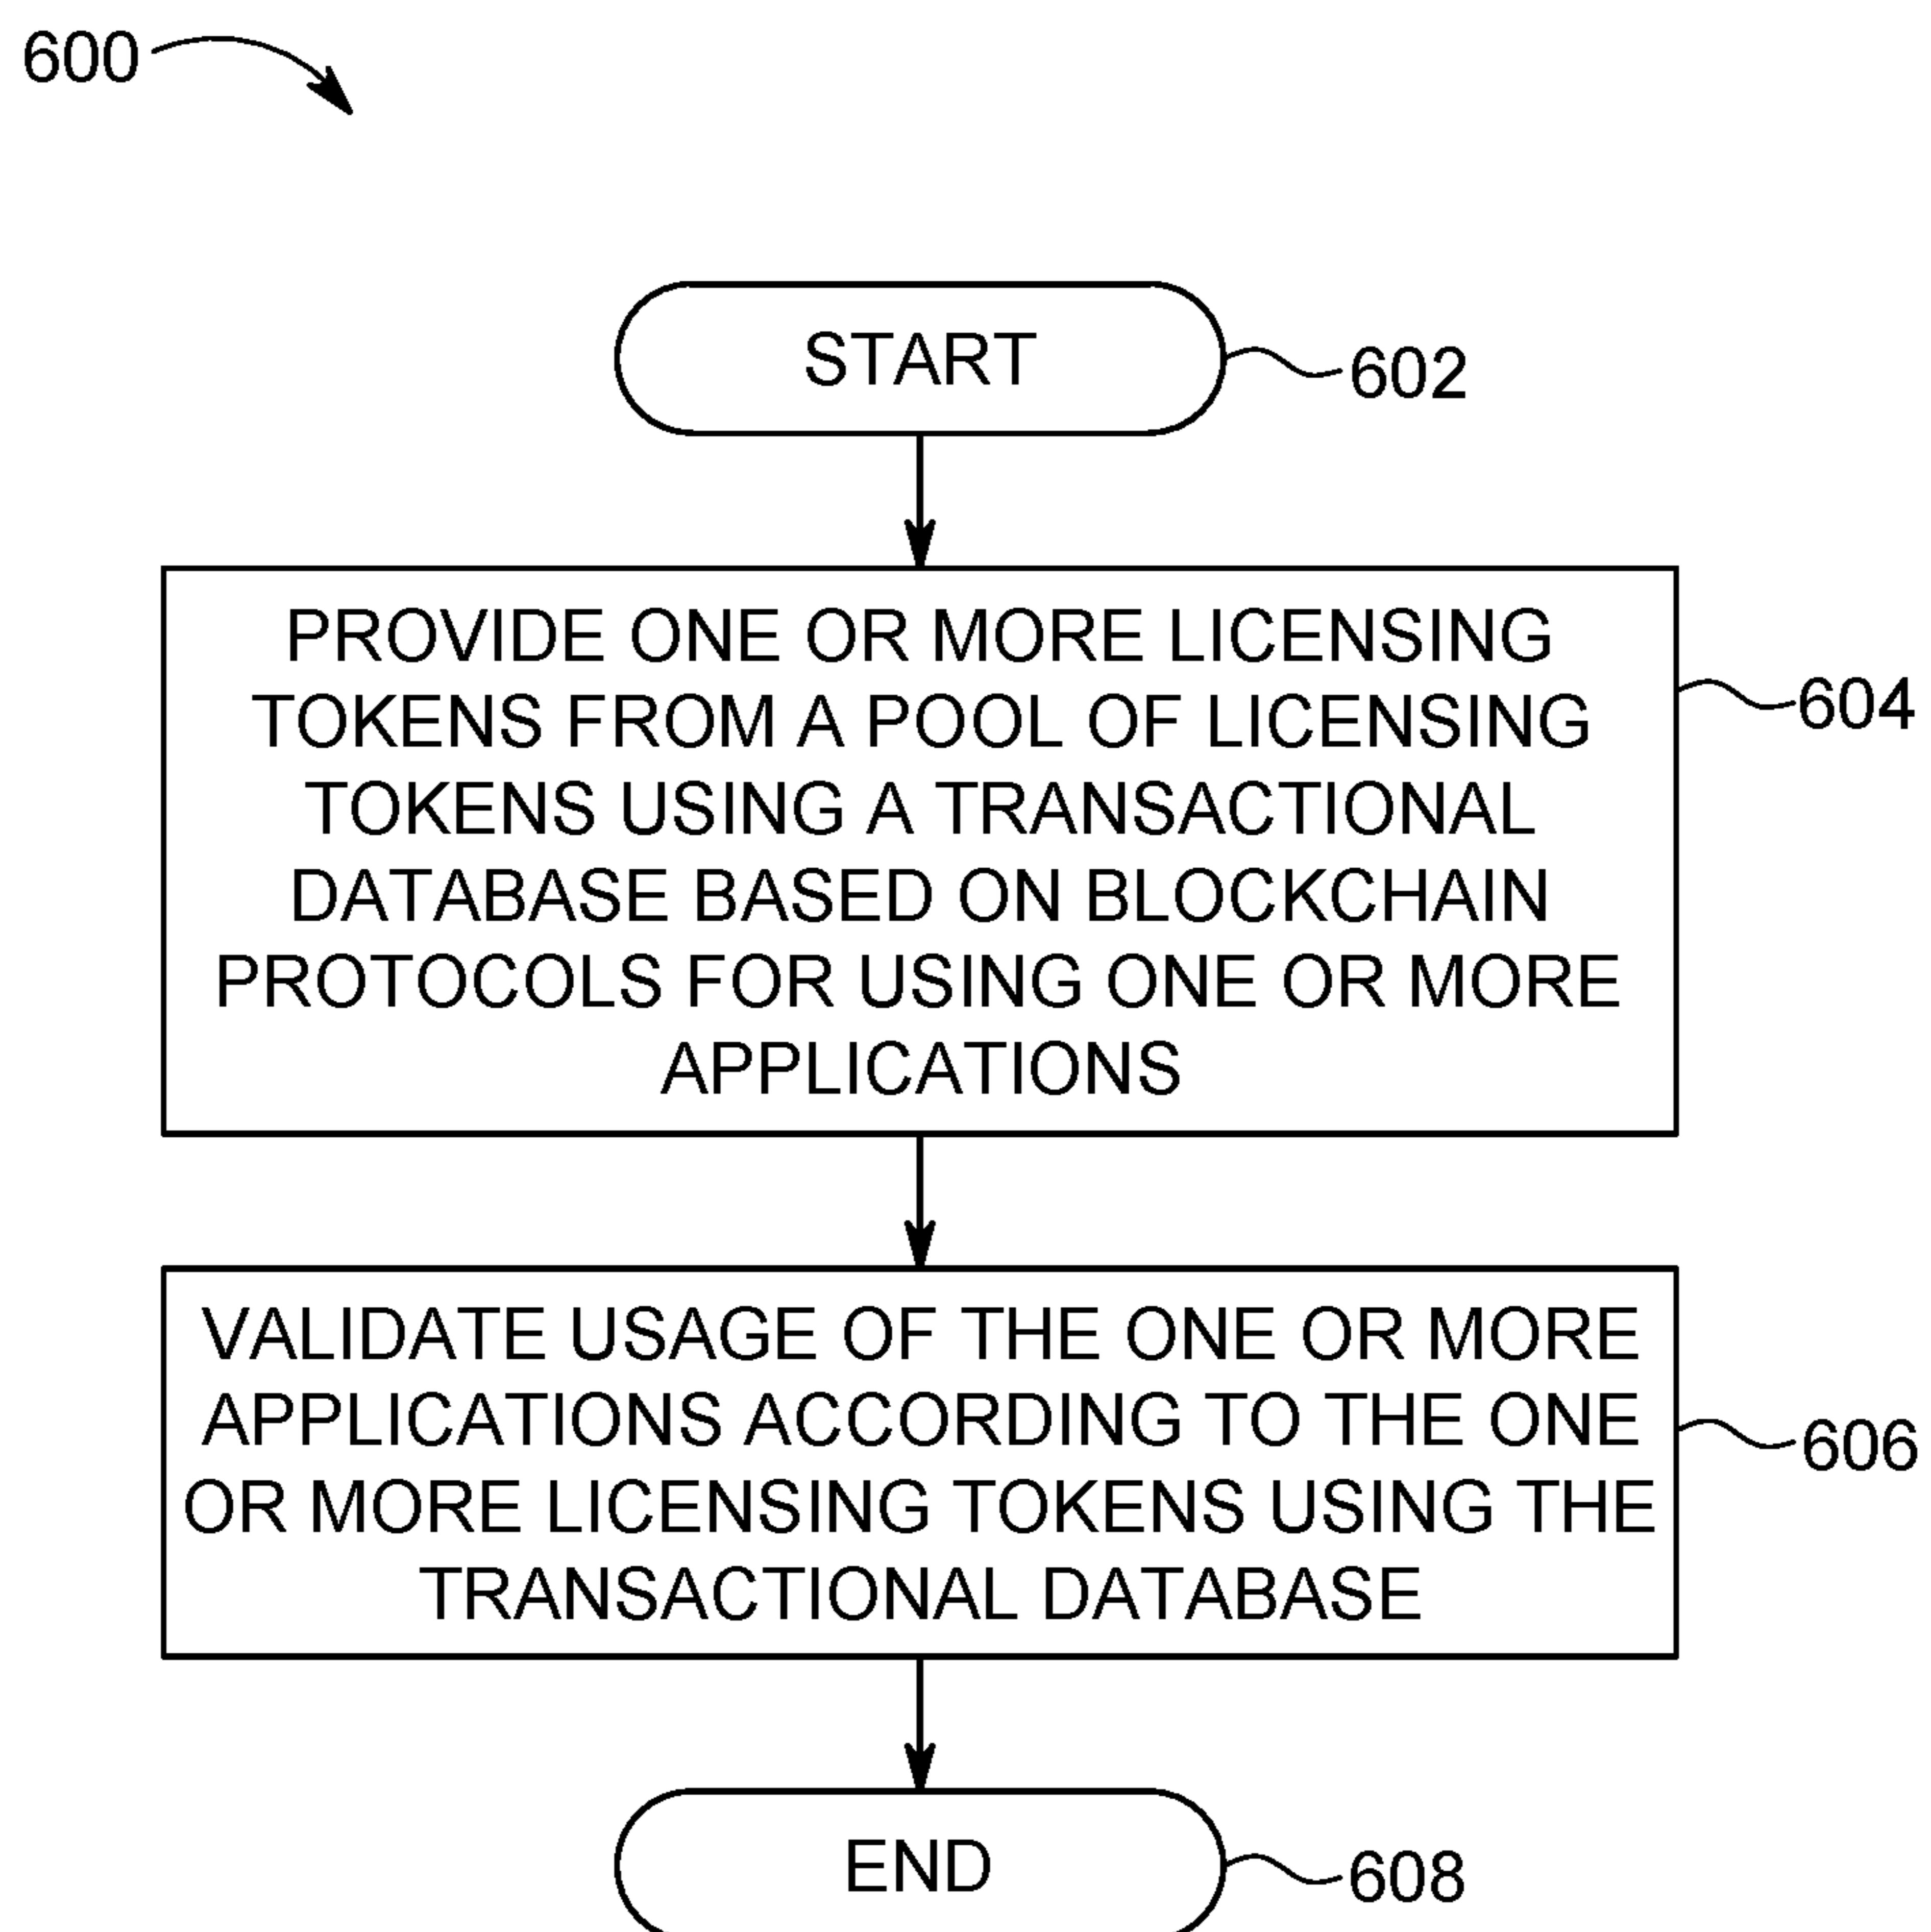 600
START
602
PROVIDE ONE OR MORE LICENSING
TOKENS FROM A POOL OF LICENSING
TOKENS USING A TRANSACTIONAL
DATABASE BASED ON BLOCKCHAIN
PROTOCOLS FOR USING ONE OR MORE
APPLICATIONS
604
VALIDATE USAGE OF THE ONE OR MORE
APPLICATIONS ACCORDING TO THE ONE
OR MORE LICENSING TOKENS USING THE
TRANSACTIONAL DATABASE
606
END
608